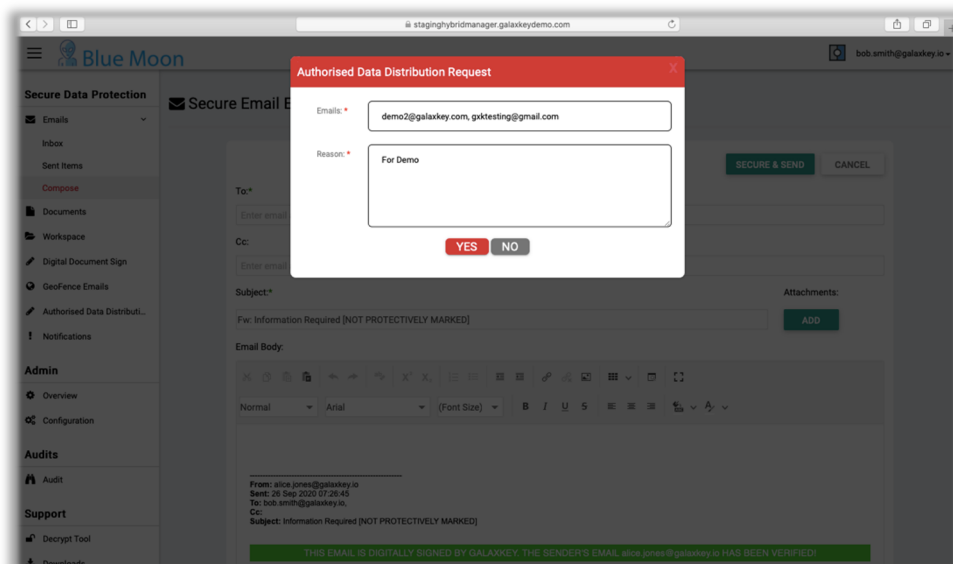 staginghybridmanager.galaxkeydemo.com
Blue Moon
bob.smith@galaxkey.io
Authorised Data Distribution Request
X
Emails: *
demo2@galaxkey.com, gxktesting@gmail.com
Reason: *
For Demo
YES NO
Secure Data Protection
Emails
Inbox
Sent Items
Compose
Documents
Workspace
Digital Document Sign
GeoFence Emails
Authorised Data Distributi...
Notifications
Admin
Overview
Configuration
Audits
Audit
Support
Decrypt Tool
Downloads
Secure Email
SECURE & SEND CANCEL
To:*
Enter email
Cc:
Enter email
Subject:*
Attachments:
Fw: Information Required [NOT PROTECTIVELY MARKED]
ADD
Email Body:
Normal Arial (Font Size) B I U S
From: alice.jones@galaxkey.io
Sent: 26 Sep 2020 07:26:45
To: bob.smith@galaxkey.io,
Cc:
Subject: Information Required [NOT PROTECTIVELY MARKED]
THIS EMAIL IS DIGITALLY SIGNED BY GALAXKEY. THE SENDER'S EMAIL alice.jones@galaxkey.io HAS BEEN VERIFIED!